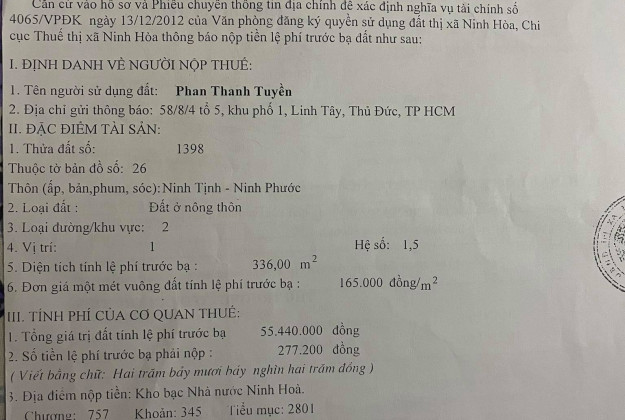 Căn cứ vào hồ sơ và Phiếu chuyển thông tin địa chính để xác định nghĩa vụ tài chính số
4065/VPĐK ngày 13/12/2012 của Văn phòng đăng ký quyền sử dụng đất thị xã Ninh Hòa, Chi
cục Thuế thị xã Ninh Hòa thông báo nộp tiền lệ phí trước bạ đất như sau:
I. ĐỊNH DANH VỀ NGƯỜI NỘP THUẾ:
1. Tên người sử dụng đất: Phan Thanh Tuyền
2. Địa chỉ gửi thông báo: 58/8/4 tổ 5, khu phố 1, Linh Tây, Thủ Đức, TP HCM
II. ĐẶC ĐIỂM TÀI SẢN:
1. Thửa đất số: 1398
Thuộc tờ bản đồ số: 26
Thôn (ấp, bản,phum, sóc):Ninh Tịnh - Ninh Phước
2. Loại đất : Đất ở nông thôn
3. Loại đường/khu vực: 2
4. Vị trí: 1 Hệ số: 1,5
5. Diện tích tính lệ phí trước bạ : 336,00 m2
6. Đơn giá một mét vuông đất tính lệ phí trước bạ : 165.000 đồng/m2
III. TÍNH PHÍ CỦA CƠ QUAN THUẾ:
1. Tổng giá trị đất tính lệ phí trước bạ 55.440.000 đồng
2. Số tiền lệ phí trước bạ phải nộp : 277.200 đồng
( Viết bằng chữ: Hai trăm bảy mươi bảy nghìn hai trăm đồng )
3. Địa điểm nộp tiền: Kho bạc Nhà nước Ninh Hoà.
Chương: 757 Khoản: 345 Tiểu mục: 2801